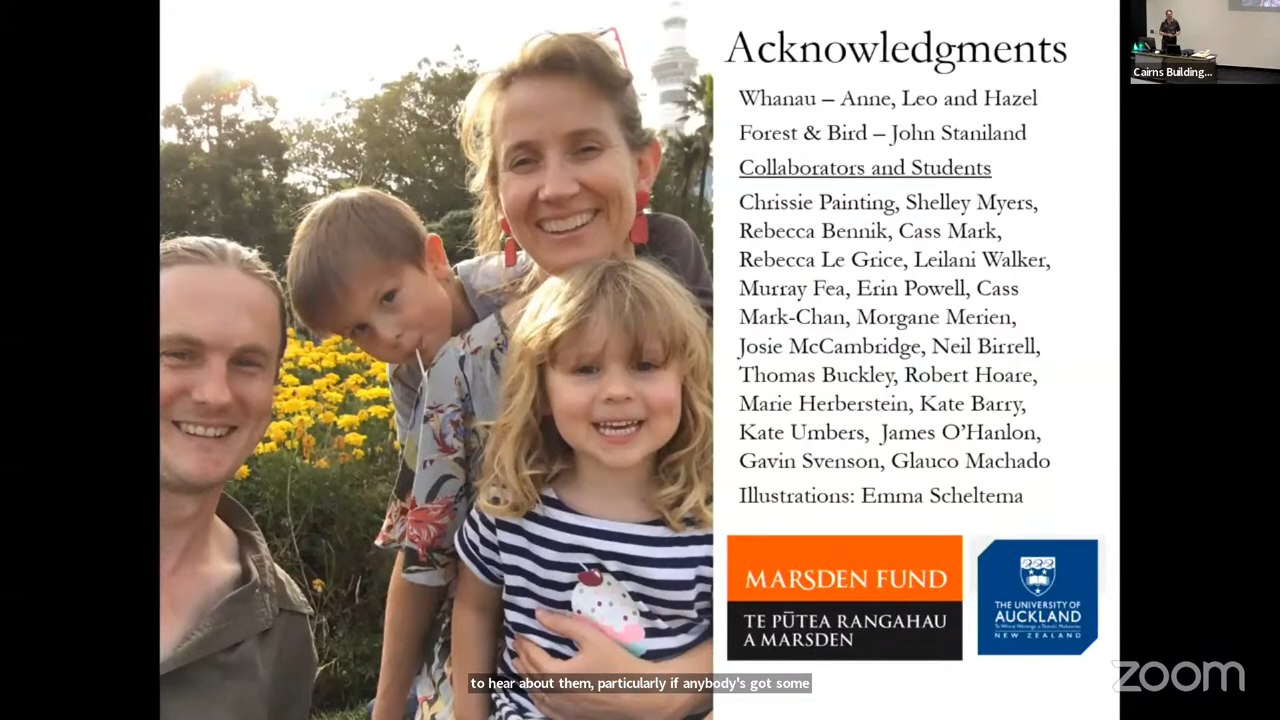 Acknowledgments
Whanau – Anne, Leo and Hazel
Forest & Bird – John Staniland
Collaborators and Students
Chrissie Painting, Shelley Myers,
Rebecca Bennik, Cass Mark,
Rebecca Le Grice, Leilani Walker,
Murray Fea, Erin Powell, Cass
Mark-Chan, Morgane Merien,
Josie McCambridge, Neil Birrell,
Thomas Buckley, Robert Hoare,
Marie Herberstein, Kate Barry,
Kate Umbers, James O’Hanlon,
Gavin Svenson, Glauco Machado
Illustrations: Emma Scheltema
MARSDEN FUND
TE PŪTEA RANGAHAU
A MARSDEN
THE UNIVERSITY OF
AUCKLAND
NEW ZEALAND
to hear about them, particularly if anybody's got some
Cairns Building...
zoom